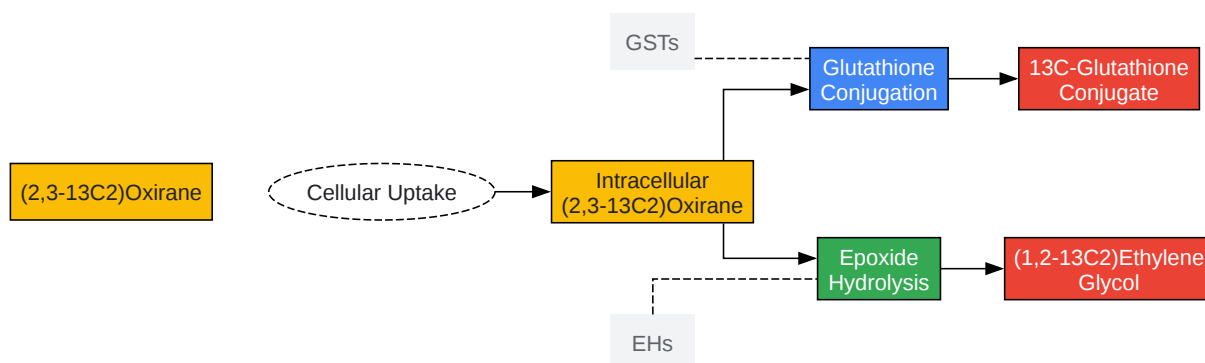 GSTs
Glutathione
Conjugation
13C-Glutathione
Conjugate
(2,3-13C2)Oxirane
Cellular Uptake
Intracellular
(2,3-13C2)Oxirane
Epoxide
Hydrolysis
(1,2-13C2)Ethylene
Glycol
EHs